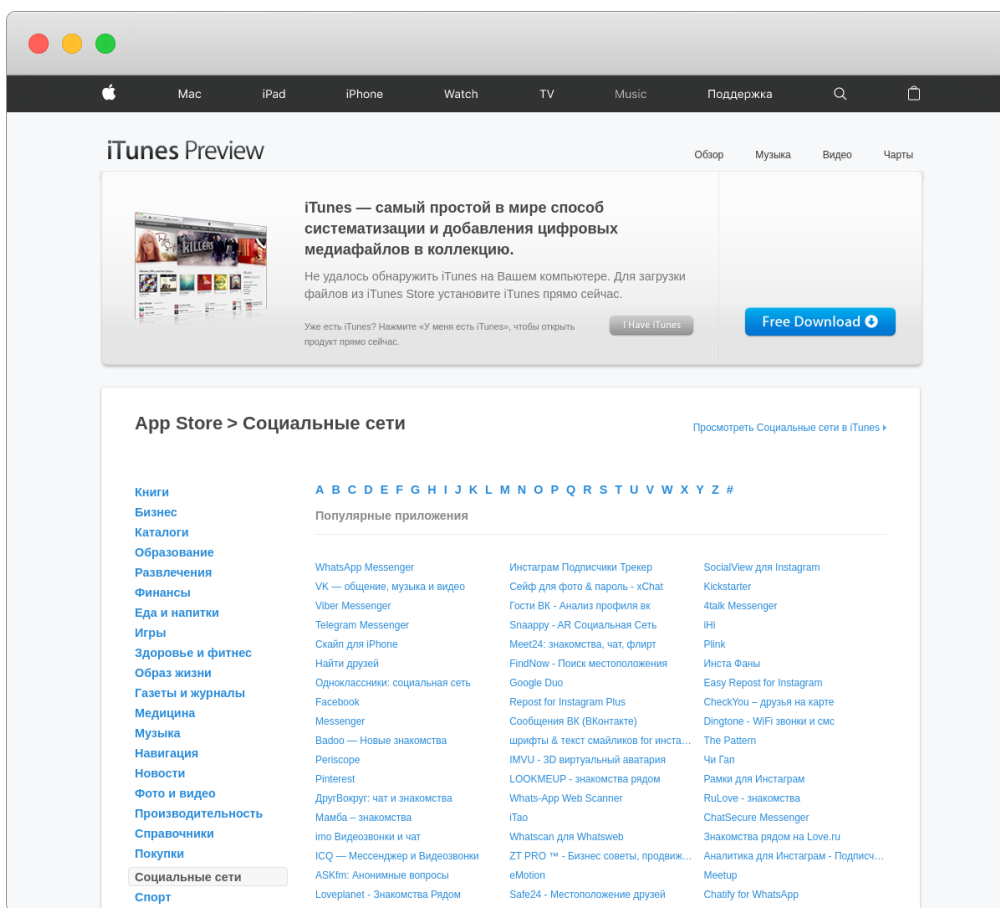 Mac iPad iPhone Watch TV Music Поддержка
iTunes Preview
Обзор Музыка Видео Чарты
iTunes — самый простой в мире способ
систематизации и добавления цифровых
медиафайлов в коллекцию.
Не удалось обнаружить iTunes на Вашем компьютере. Для загрузки
файлов из iTunes Store установите iTunes прямо сейчас.
Уже есть iTunes? Нажмите «У меня есть iTunes», чтобы открыть
продукт прямо сейчас.
I Have iTunes
Free Download
KILLERS
App Store > Социальные сети
Просмотреть Социальные сети в iTunes
Книги
Бизнес
Каталоги
Образование
Развлечения
Финансы
Еда и напитки
Игры
Здоровье и фитнес
Образ жизни
Газеты и журналы
Медицина
Музыка
Навигация
Новости
Фото и видео
Производительность
Справочники
Покупки
Социальные сети
Спорт
A B C D E F G H I J K L M N O P Q R S T U V W X Y Z #
Популярные приложения
WhatsApp Messenger
VK — общение, музыка и видео
Viber Messenger
Telegram Messenger
Скайп для iPhone
Найти друзей
Одноклассники: социальная сеть
Facebook
Messenger
Badoo — Новые знакомства
Periscope
Pinterest
ДругВокруг: чат и знакомства
Мамба – знакомства
imo Видеозвонки и чат
ICQ — Мессенджер и Видеозвонки
ASKfm: Анонимные вопросы
Loveplanet - Знакомства Рядом
Инстаграм Подписчики Трекер
Сейф для фото & пароль - xChat
Гости ВК - Анализ профиля вк
Snaappy - AR Социальная Сеть
Meet24: знакомства, чат, флирт
FindNow - Поиск местоположения
Google Duo
Repost for Instagram Plus
Сообщения ВК (ВКонтакте)
шрифты & текст смайликов for инста…
IMVU - 3D виртуальный аватария
LOOKMEUP - знакомства рядом
Whats-App Web Scanner
iTao
Whatscan для Whatsweb
ZT PRO ™ - Бизнес советы, продвиж…
eMotion
Safe24 - Местоположение друзей
SocialView для Instagram
Kickstarter
4talk Messenger
iHi
Plink
Инста Фаны
Easy Repost for Instagram
CheckYou – друзья на карте
Dingtone - WiFi звонки и смс
The Pattern
Чи Гап
Рамки для Инстаграм
RuLove - знакомства
ChatSecure Messenger
Знакомства рядом на Love.ru
Аналитика для Инстаграм - Подписч…
Meetup
Chatify for WhatsApp